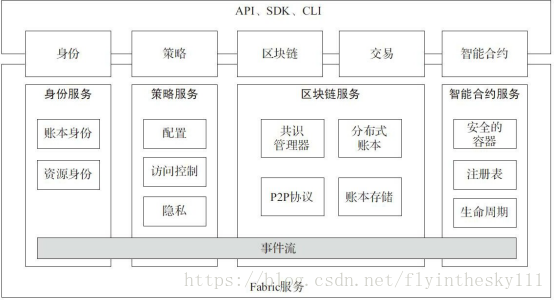 API、SDK、CLI
身份
策略
区块链
交易
智能合约
身份服务
账本身份
资源身份
策略服务
配置
访问控制
隐私
区块链服务
共识
管理器
分布式
账本
P2P协议
账本存储
智能合约服务
安全的
容器
注册表
生命周期
事件流
https://blog.csdn.net/flyinthesky111
Fabric服务